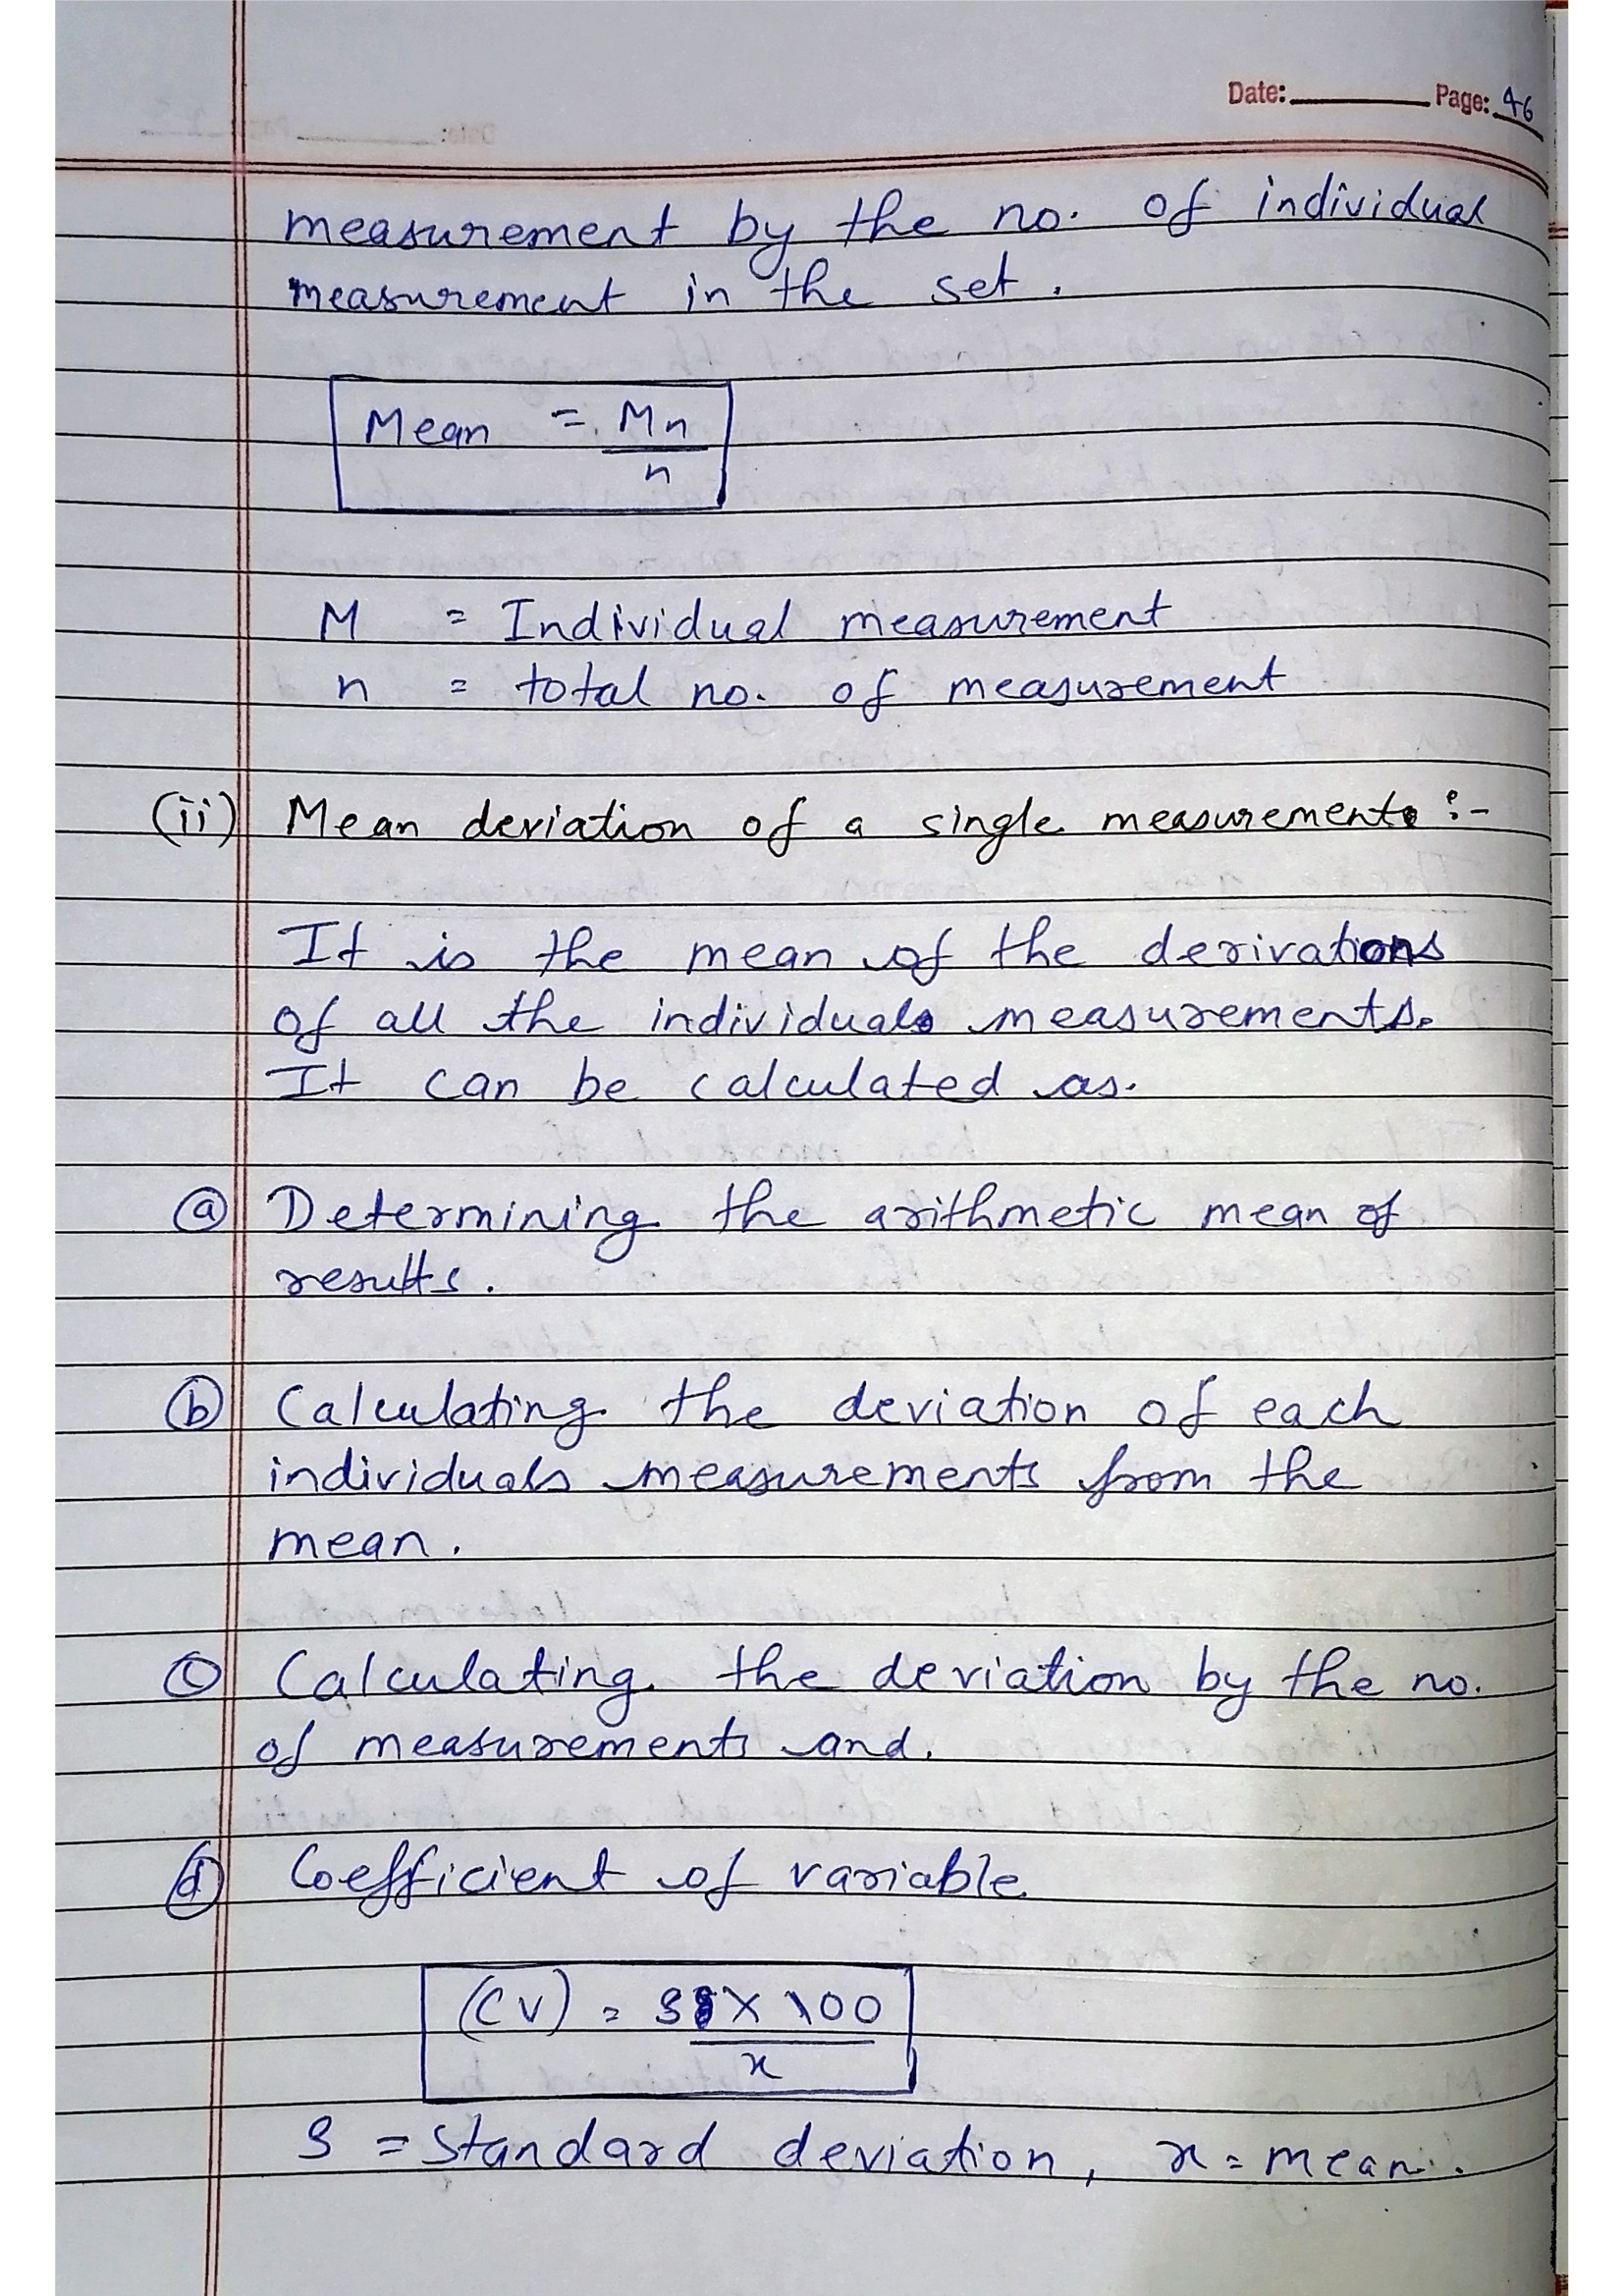 Date: Page: 46
measurement by the no. of individual
measurement in the set.
Mean = Mn
n
M = Individual measurement
n = total no. of measurement
(ii) Mean deviation of a single measurements :-
It is the mean of the derivations
of all the individuals measurements.
It can be calculated as.
ⓐ Determining the arithmetic mean of
results.
ⓑ Calculating the deviation of each
individuals measurements from the
mean.
ⓒ Calculating the deviation by the no.
of measurements and.
ⓓ Coefficient of variable
(CV) = S X 100
x
S = Standard deviation, x = mean.